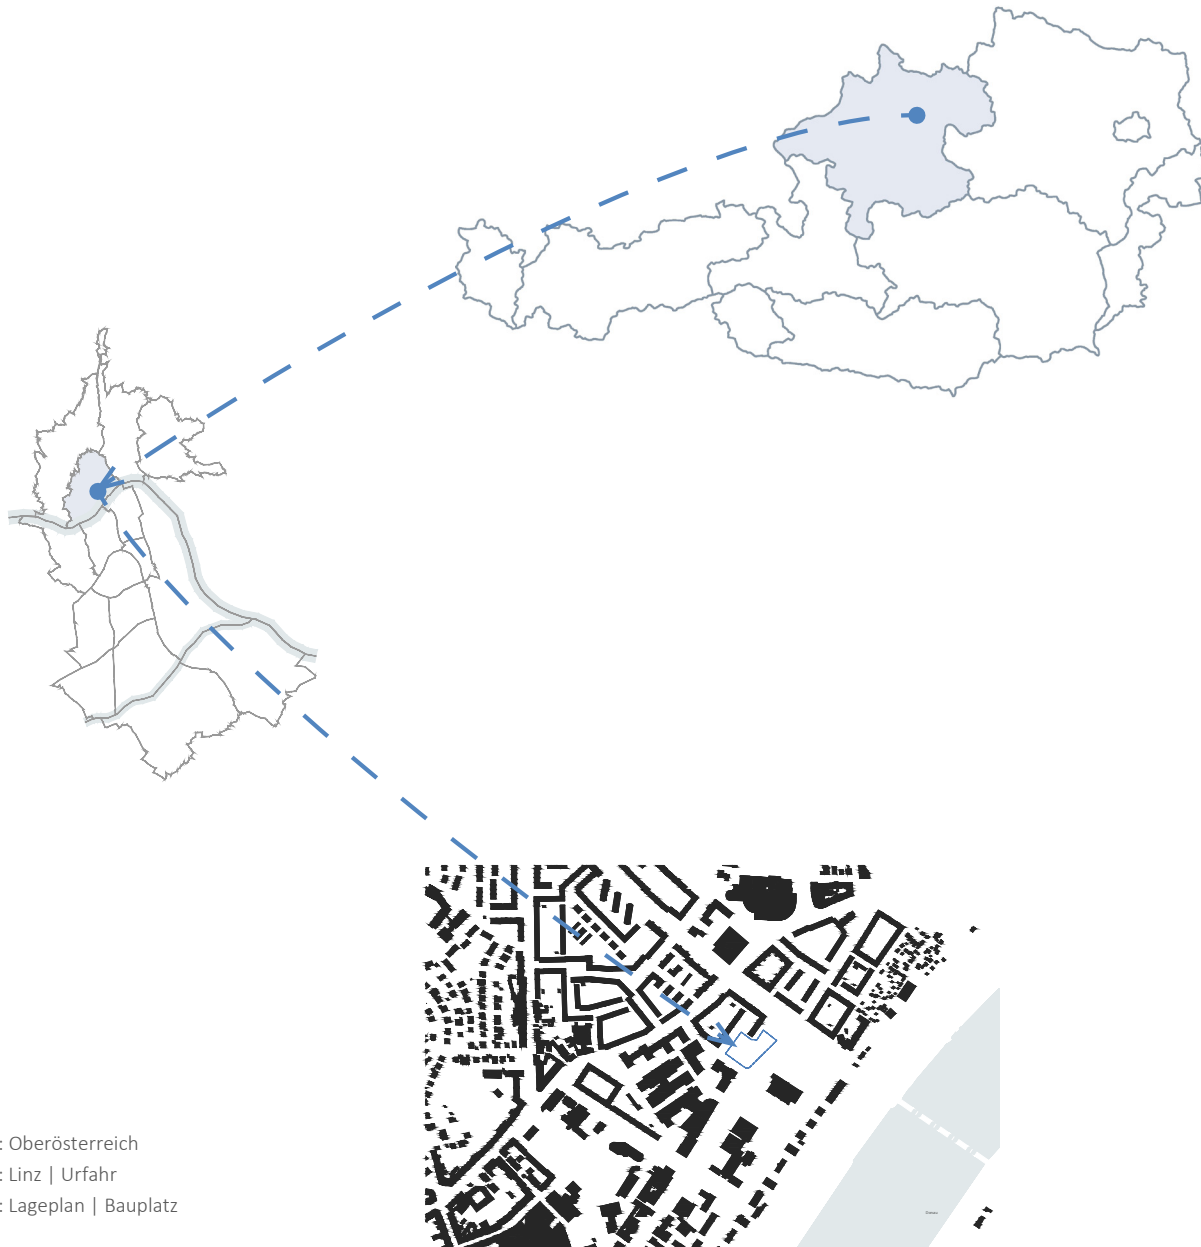 : Oberösterreich
: Linz | Urfahr
: Lageplan | Bauplatz